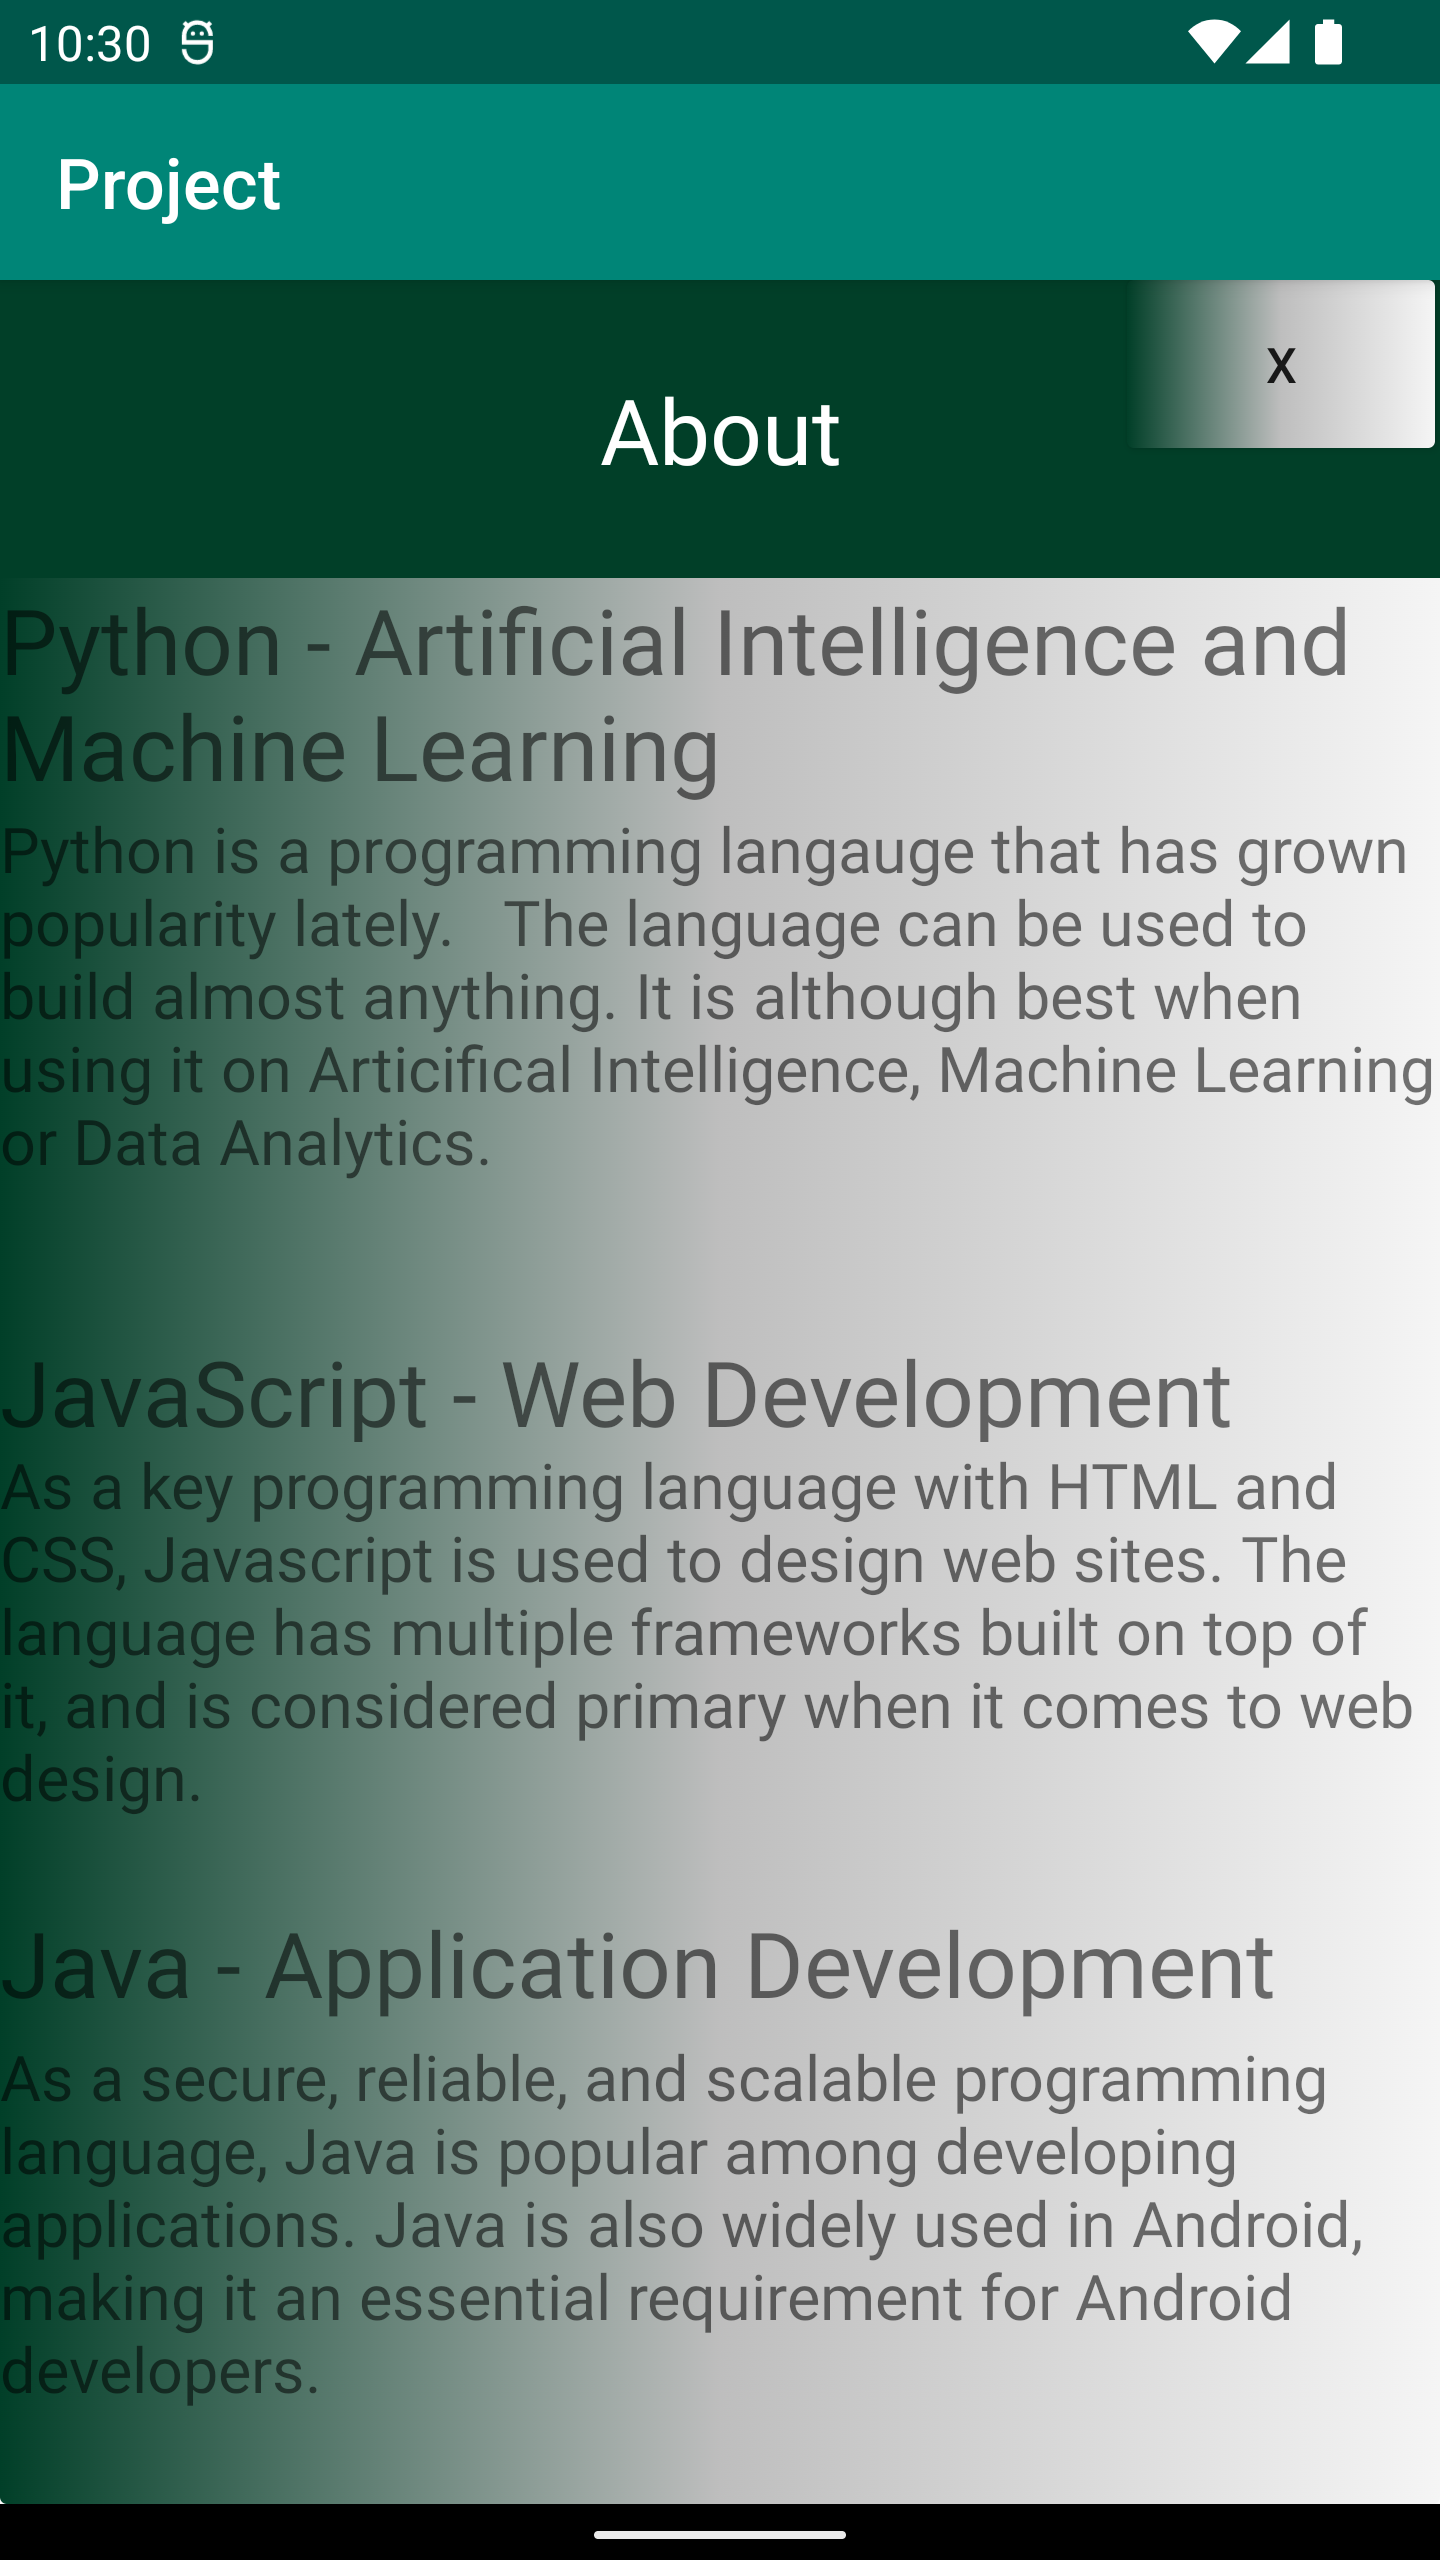 10:30
Project
X
About
Python - Artificial Intelligence and
Machine Learning
Python is a programming langauge that has grown
popularity lately.   The language can be used to
build almost anything. It is although best when
using it on Articifical Intelligence, Machine Learning
or Data Analytics.
JavaScript - Web Development
As a key programming language with HTML and
CSS, Javascript is used to design web sites. The
language has multiple frameworks built on top of
it, and is considered primary when it comes to web
design.
Java - Application Development
As a secure, reliable, and scalable programming
language, Java is popular among developing
applications. Java is also widely used in Android,
making it an essential requirement for Android
developers.